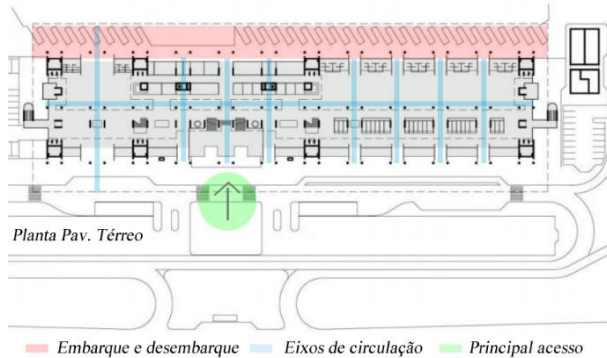 Planta Pav. Térreo
Embarque e desembarque Eixos de circulação Principal acesso